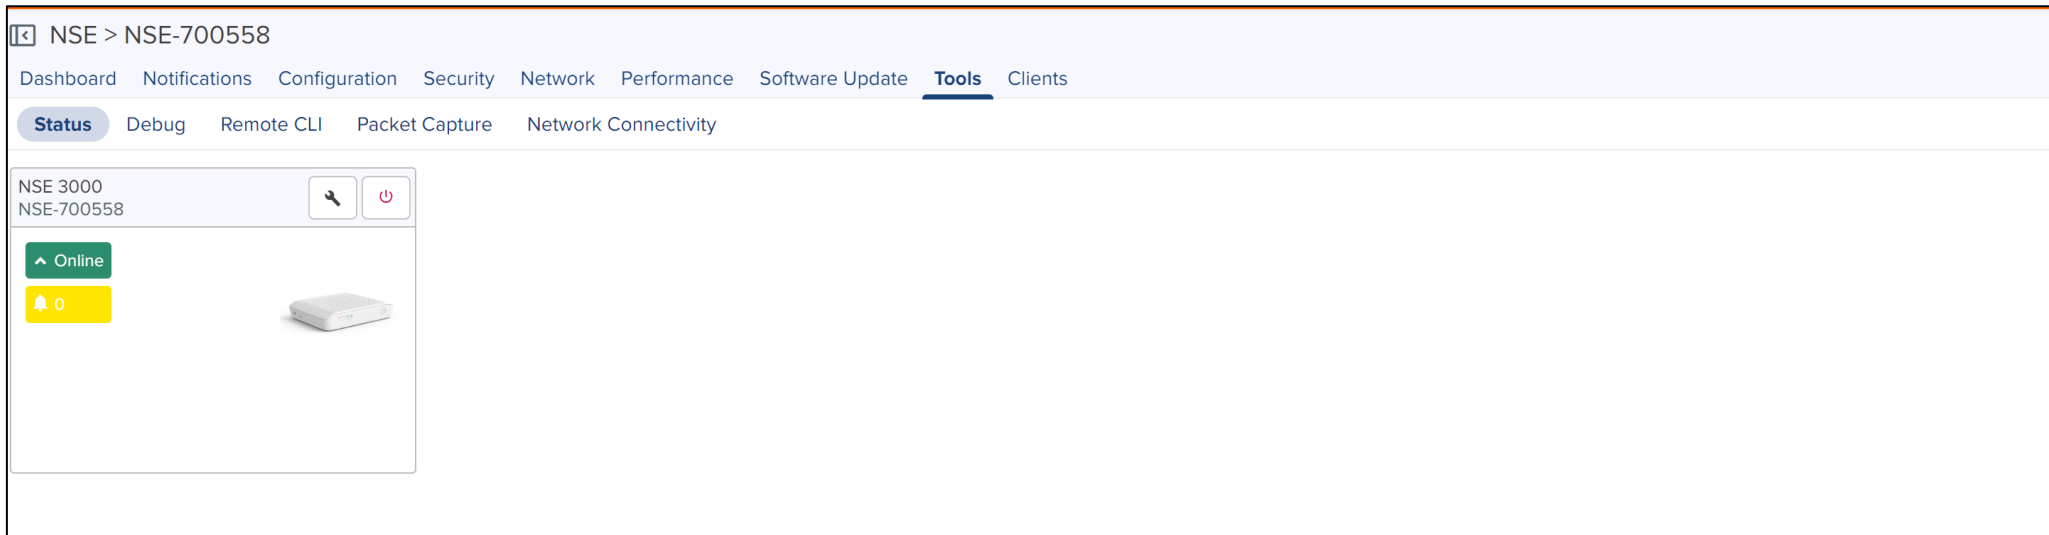 NSE > NSE-700558
Dashboard Notifications Configuration Security Network Performance Software Update Tools Clients
Status Debug Remote CLI Packet Capture Network Connectivity
NSE 3000
NSE-700558
Online
0